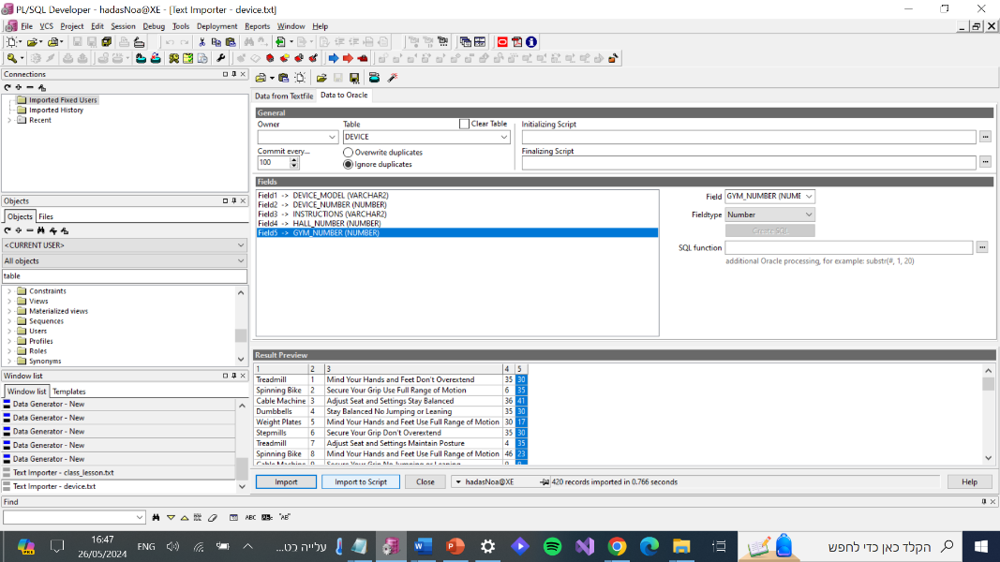 PL/SQL Developer - hadasNoa@XE - [Text Importer - device.txt]
File VCS Project Edit Session Debug Tools Deployment Reports Window Help
Connections
Imported Fixed Users
Imported History
Recent
Objects
Objects Files
<CURRENT USER>
All objects
table
Constraints
Views
Materialized views
Sequences
Users
Profiles
Roles
Synonyms
Window list
Window list Templates
Data Generator - New
Data Generator - New
Data Generator - New
Data Generator - New
Data Generator - New
Text Importer - class_lesson.txt
Text Importer - device.txt
Data from Textfile Data to Oracle
General
Owner Table Clear Table Initializing Script
DEVICE
Commit every... Overwrite duplicates Finalizing Script
100 Ignore duplicates
Fields
Field1 -> DEVICE_MODEL (VARCHAR2)
Field2 -> DEVICE_NUMBER (NUMBER)
Field3 -> INSTRUCTIONS (VARCHAR2)
Field4 -> HALL_NUMBER (NUMBER)
Field5 -> GYM_NUMBER (NUMBER)
Field GYM_NUMBER (NUME
Fieldtype Number
Create SQL
SQL function
additional Oracle processing, for example: substr(#, 1, 20)
Result Preview
1 2 3 4 5
Treadmill 1 Mind Your Hands and Feet Don't Overextend 35 30
Spinning Bike 2 Secure Your Grip Use Full Range of Motion 6 35
Cable Machine 3 Adjust Seat and Settings Stay Balanced 36 41
Dumbbells 4 Stay Balanced No Jumping or Leaning 35 30
Weight Plates 5 Mind Your Hands and Feet Use Full Range of Motion 30 17
Stepmills 6 Secure Your Grip Don't Overextend 35 30
Treadmill 7 Adjust Seat and Settings Maintain Posture 4 35
Spinning Bike 8 Mind Your Hands and Feet Use Full Range of Motion 46 23
Cable Machine 9 Secure Your Grip No Jumping or Leaning 9 9
Import Import to Script Close hadasNoa@XE 420 records imported in 0.766 seconds Help
Find
ABC "AB"
16:47
26/05/2024
ENG
עלייה בט...
הקלד כאן כדי לחפש